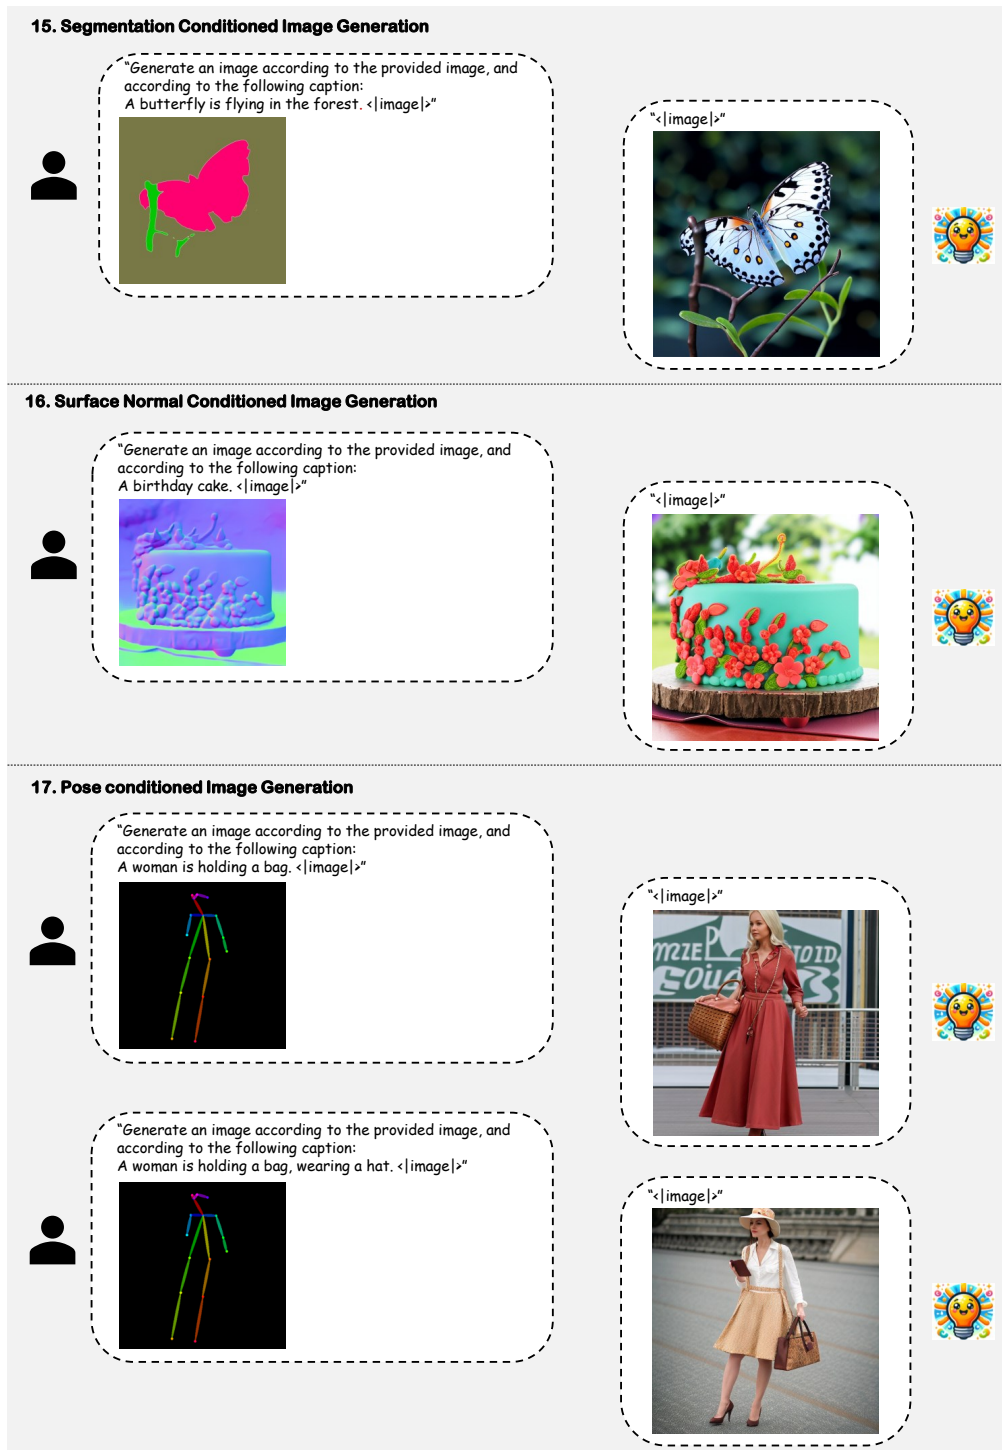 15. Segmentation Conditioned Image Generation
“Generate an image according to the provided image, and
according to the following caption:
A butterfly is flying in the forest. <|image|>”
“<|image|>”
16. Surface Normal Conditioned Image Generation
“Generate an image according to the provided image, and
according to the following caption:
A birthday cake. <|image|>”
“<|image|>”
17. Pose conditioned Image Generation
“Generate an image according to the provided image, and
according to the following caption:
A woman is holding a bag. <|image|>”
“<|image|>”
“Generate an image according to the provided image, and
according to the following caption:
A woman is holding a bag, wearing a hat. <|image|>”
“<|image|>”